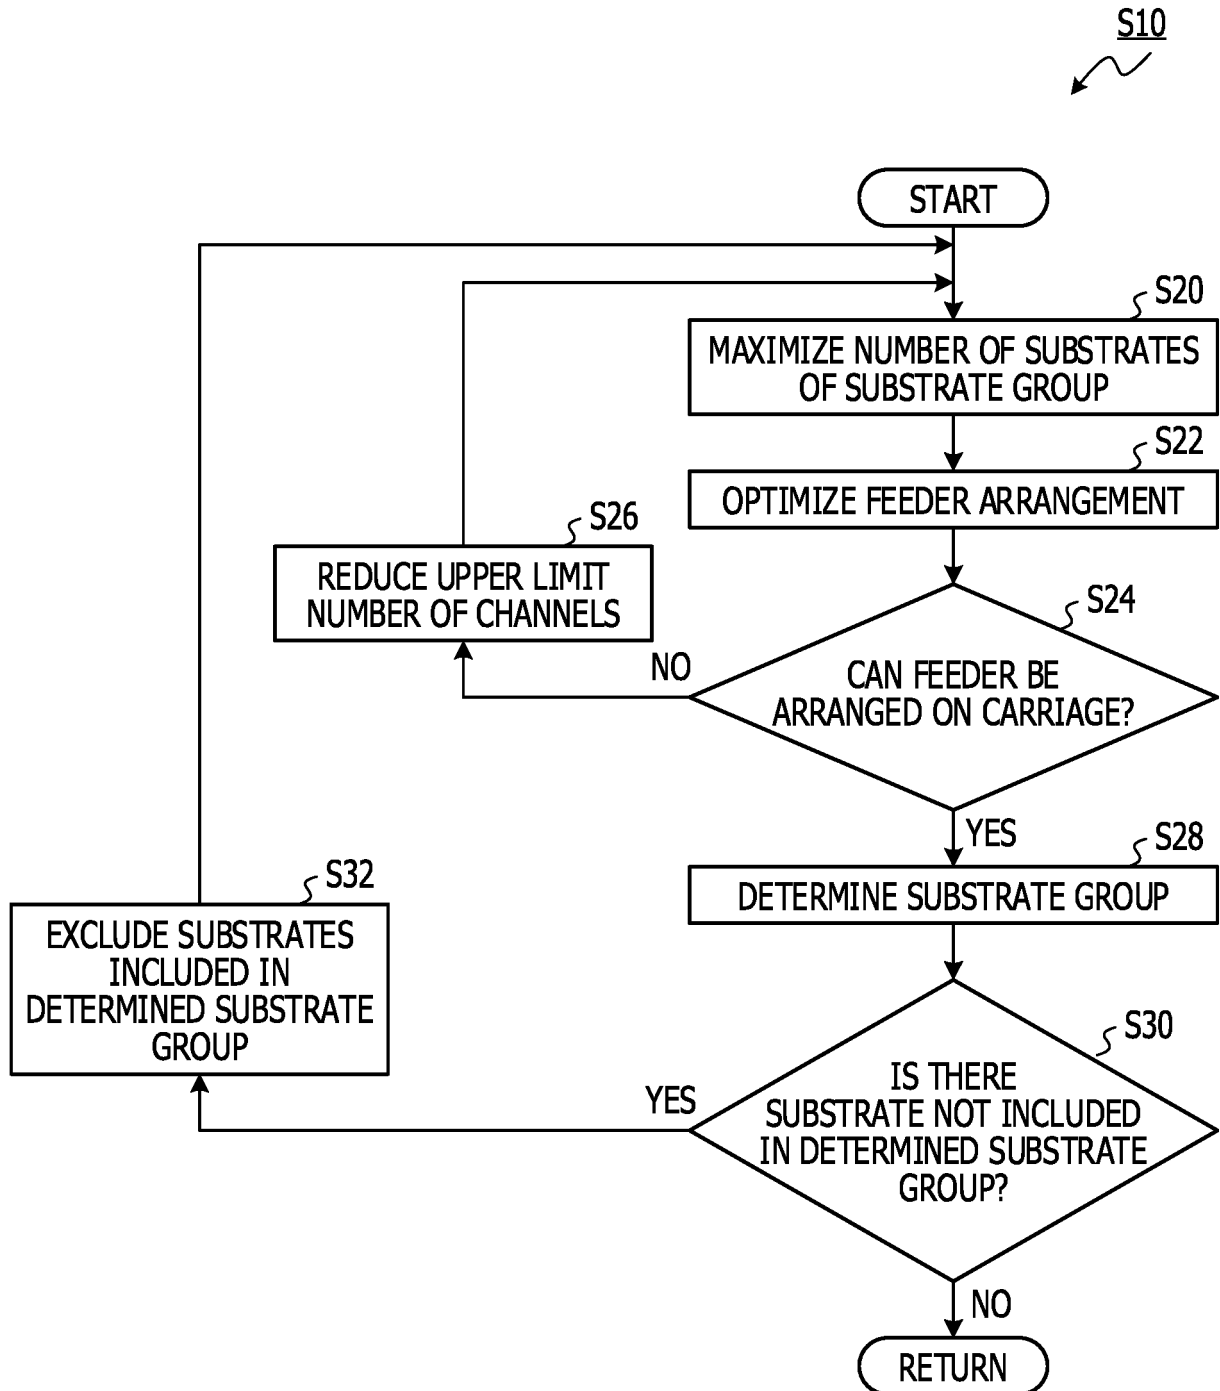 S10
START
S20
MAXIMIZE NUMBER OF SUBSTRATES
OF SUBSTRATE GROUP
S22
OPTIMIZE FEEDER ARRANGEMENT
S26
REDUCE UPPER LIMIT
NUMBER OF CHANNELS
S24
CAN FEEDER BE
ARRANGED ON CARRIAGE?
NO
YES
S28
DETERMINE SUBSTRATE GROUP
S32
EXCLUDE SUBSTRATES
INCLUDED IN
DETERMINED SUBSTRATE
GROUP
S30
IS THERE
SUBSTRATE NOT INCLUDED
IN DETERMINED SUBSTRATE
GROUP?
YES
NO
RETURN